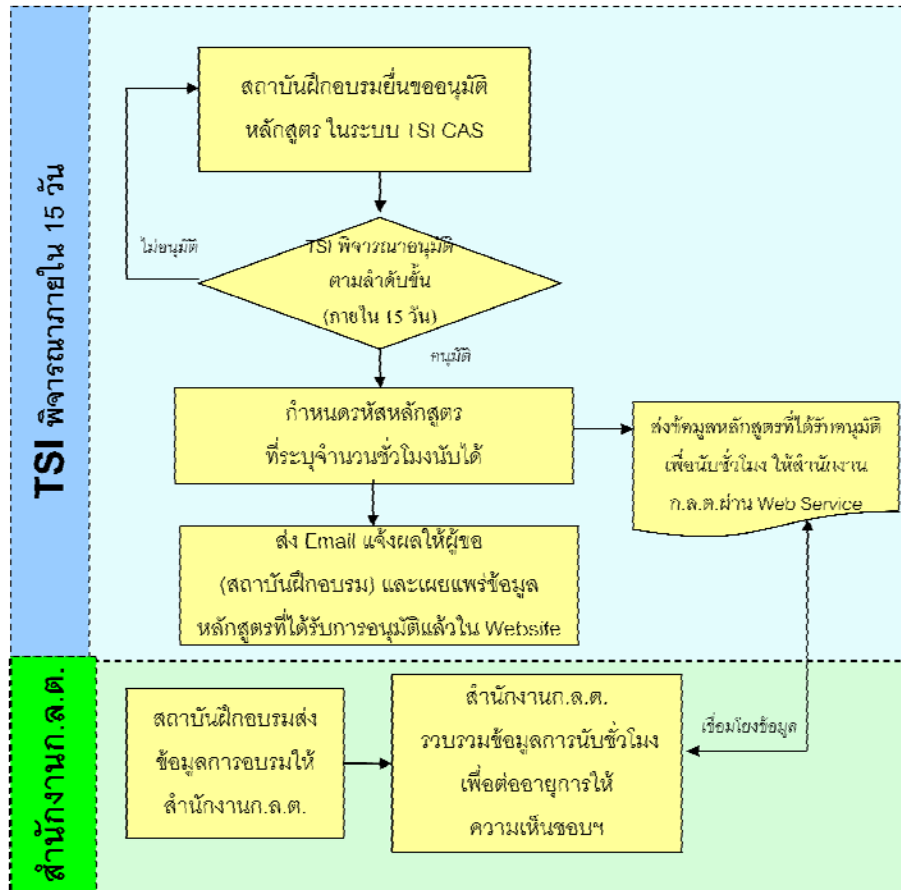 TSI พิจารณาภายใน 15 วัน
สถาบันฝึกอบรมยื่นขออนุมัติ
หลักสูตร ในระบบ TSI CAS
ไม่อนุมัติ
TSI พิจารณาอนุมัติ
ตามลำดับขั้น
(ภายใน 15 วัน)
อนุมัติ
กำหนดรหัสหลักสูตร
ที่ระบุจำนวนชั่วโมงนับได้
ส่งข้อมูลหลักสูตรที่ได้รับอนุมัติ
เพื่อนับชั่วโมง ให้สำนักงาน
ก.ล.ต.ผ่าน Web Service
ส่ง Email แจ้งผลให้ผู้ขอ
(สถาบันฝึกอบรม) และเผยแพร่ข้อมูล
หลักสูตรที่ได้รับการอนุมัติแล้วใน Website
สำนักงานก.ล.ต.
สถาบันฝึกอบรมส่ง
ข้อมูลการอบรมให้
สำนักงานก.ล.ต.
สำนักงานก.ล.ต.
รวบรวมข้อมูลการนับชั่วโมง
เพื่อต่ออายุการให้
ความเห็นชอบฯ
เชื่อมโยงข้อมูล